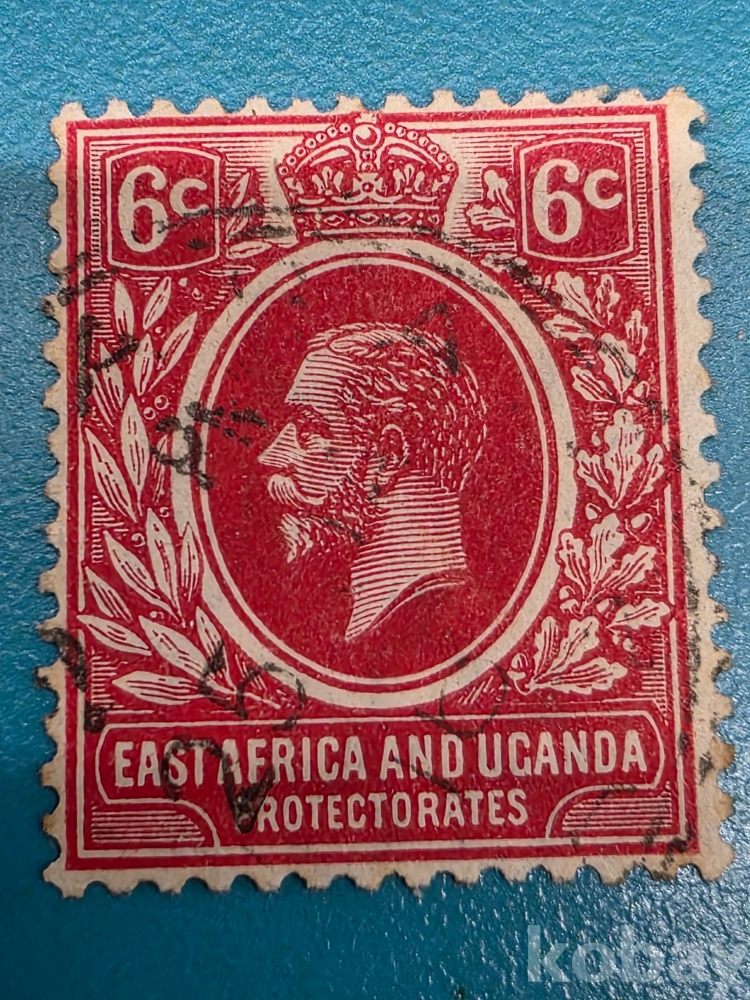 6c 6c
EAST AFRICA AND UGANDA
PROTECTORATES
kobay